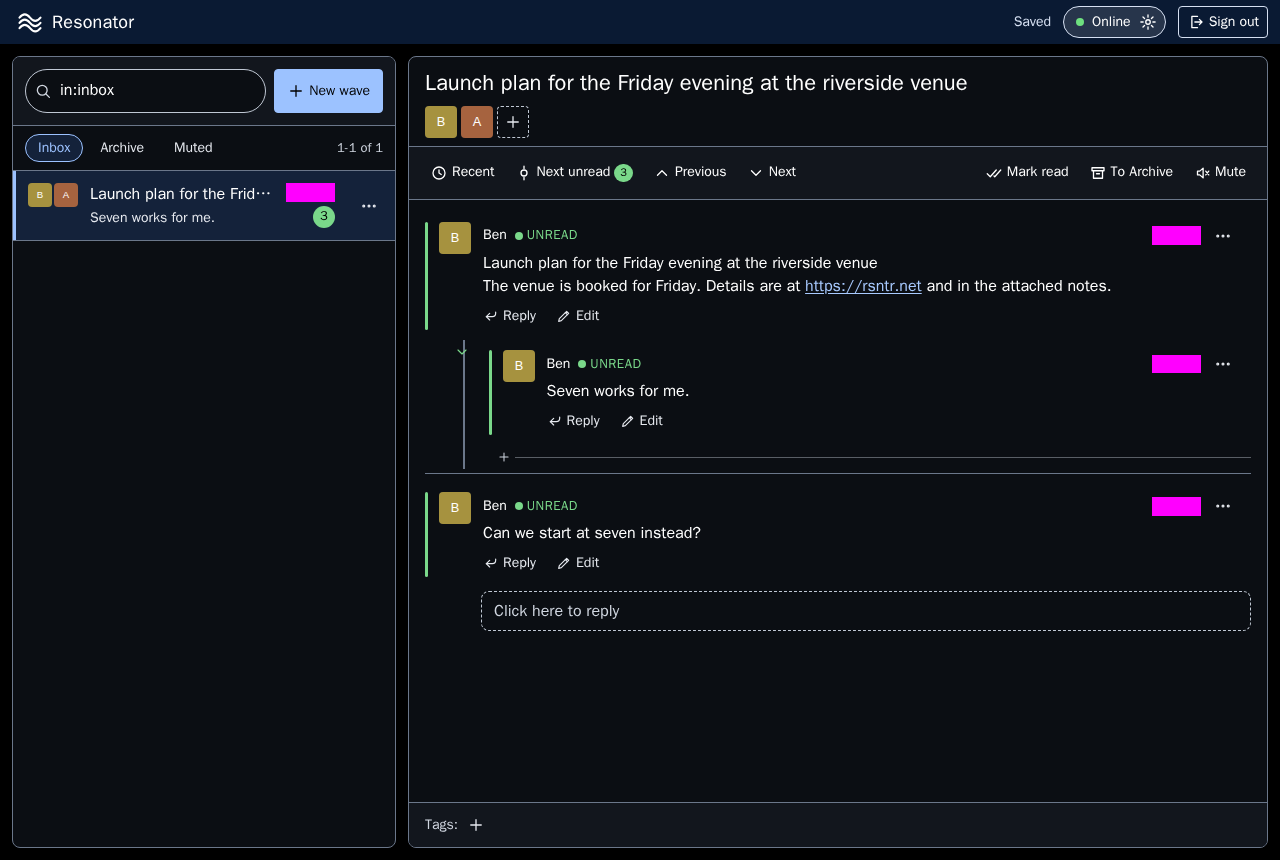 Resonator
Saved
Online
Sign out
in:inbox
New wave
Inbox
Archive
Muted
1-1 of 1
B
A
Launch plan for the Frid···
Seven works for me.
3
Launch plan for the Friday evening at the riverside venue
B
A
Recent
Next unread 3
Previous
Next
Mark read
To Archive
Mute
B
Ben
UNREAD
Launch plan for the Friday evening at the riverside venue
The venue is booked for Friday. Details are at https://rsntr.net and in the attached notes.
Reply
Edit
B
Ben
UNREAD
Seven works for me.
Reply
Edit
B
Ben
UNREAD
Can we start at seven instead?
Reply
Edit
Click here to reply
Tags: